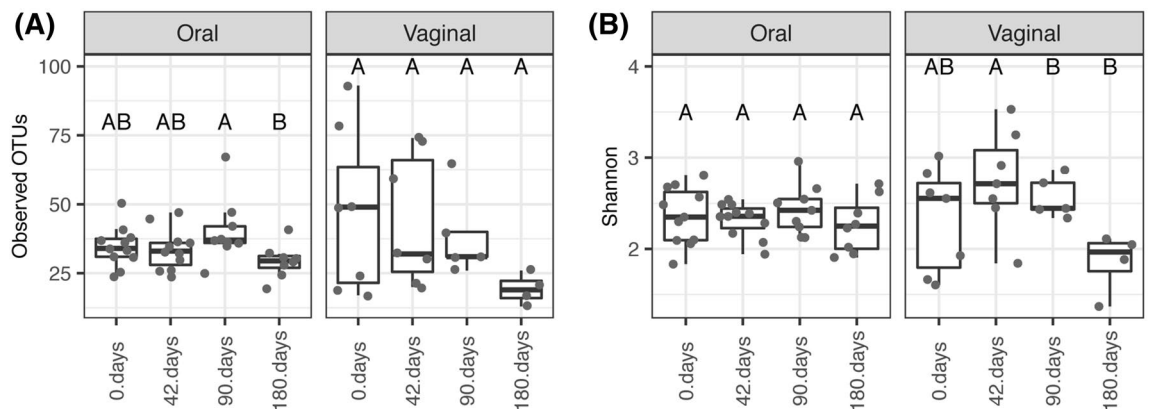 (A)
Oral
Vaginal
Observed OTUs
100
75
50
25
AB AB A B
A A A A
0.days
42.days
90.days
180.days
0.days
42.days
90.days
180.days
(B)
Oral
Vaginal
Shannon
4
3
2
A A A A
AB A B B
0.days
42.days
90.days
180.days
0.days
42.days
90.days
180.days